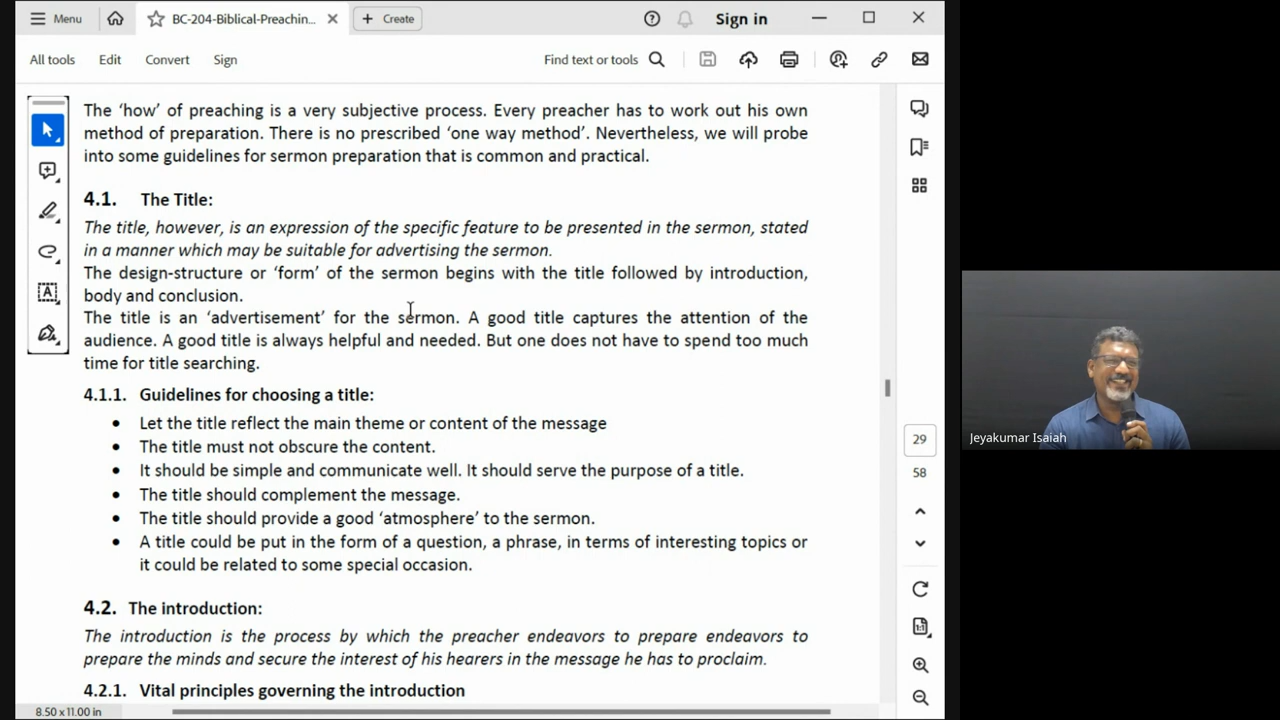 Menu
BC-204-Biblical-Preachin...
Create
Sign in
All tools
Edit
Convert
Sign
Find text or tools
The ‘how’ of preaching is a very subjective process. Every preacher has to work out his own
method of preparation. There is no prescribed ‘one way method’. Nevertheless, we will probe
into some guidelines for sermon preparation that is common and practical.
4.1. The Title:
The title, however, is an expression of the specific feature to be presented in the sermon, stated
in a manner which may be suitable for advertising the sermon.
The design-structure or ‘form’ of the sermon begins with the title followed by introduction,
body and conclusion.
The title is an ‘advertisement’ for the sermon. A good title captures the attention of the
audience. A good title is always helpful and needed. But one does not have to spend too much
time for title searching.
4.1.1. Guidelines for choosing a title:
• Let the title reflect the main theme or content of the message
• The title must not obscure the content.
• It should be simple and communicate well. It should serve the purpose of a title.
• The title should complement the message.
• The title should provide a good ‘atmosphere’ to the sermon.
• A title could be put in the form of a question, a phrase, in terms of interesting topics or
it could be related to some special occasion.
4.2. The introduction:
The introduction is the process by which the preacher endeavors to prepare endeavors to
prepare the minds and secure the interest of his hearers in the message he has to proclaim.
4.2.1. Vital principles governing the introduction
8.50 x 11.00 in
29
58
1:1
Jeyakumar Isaiah